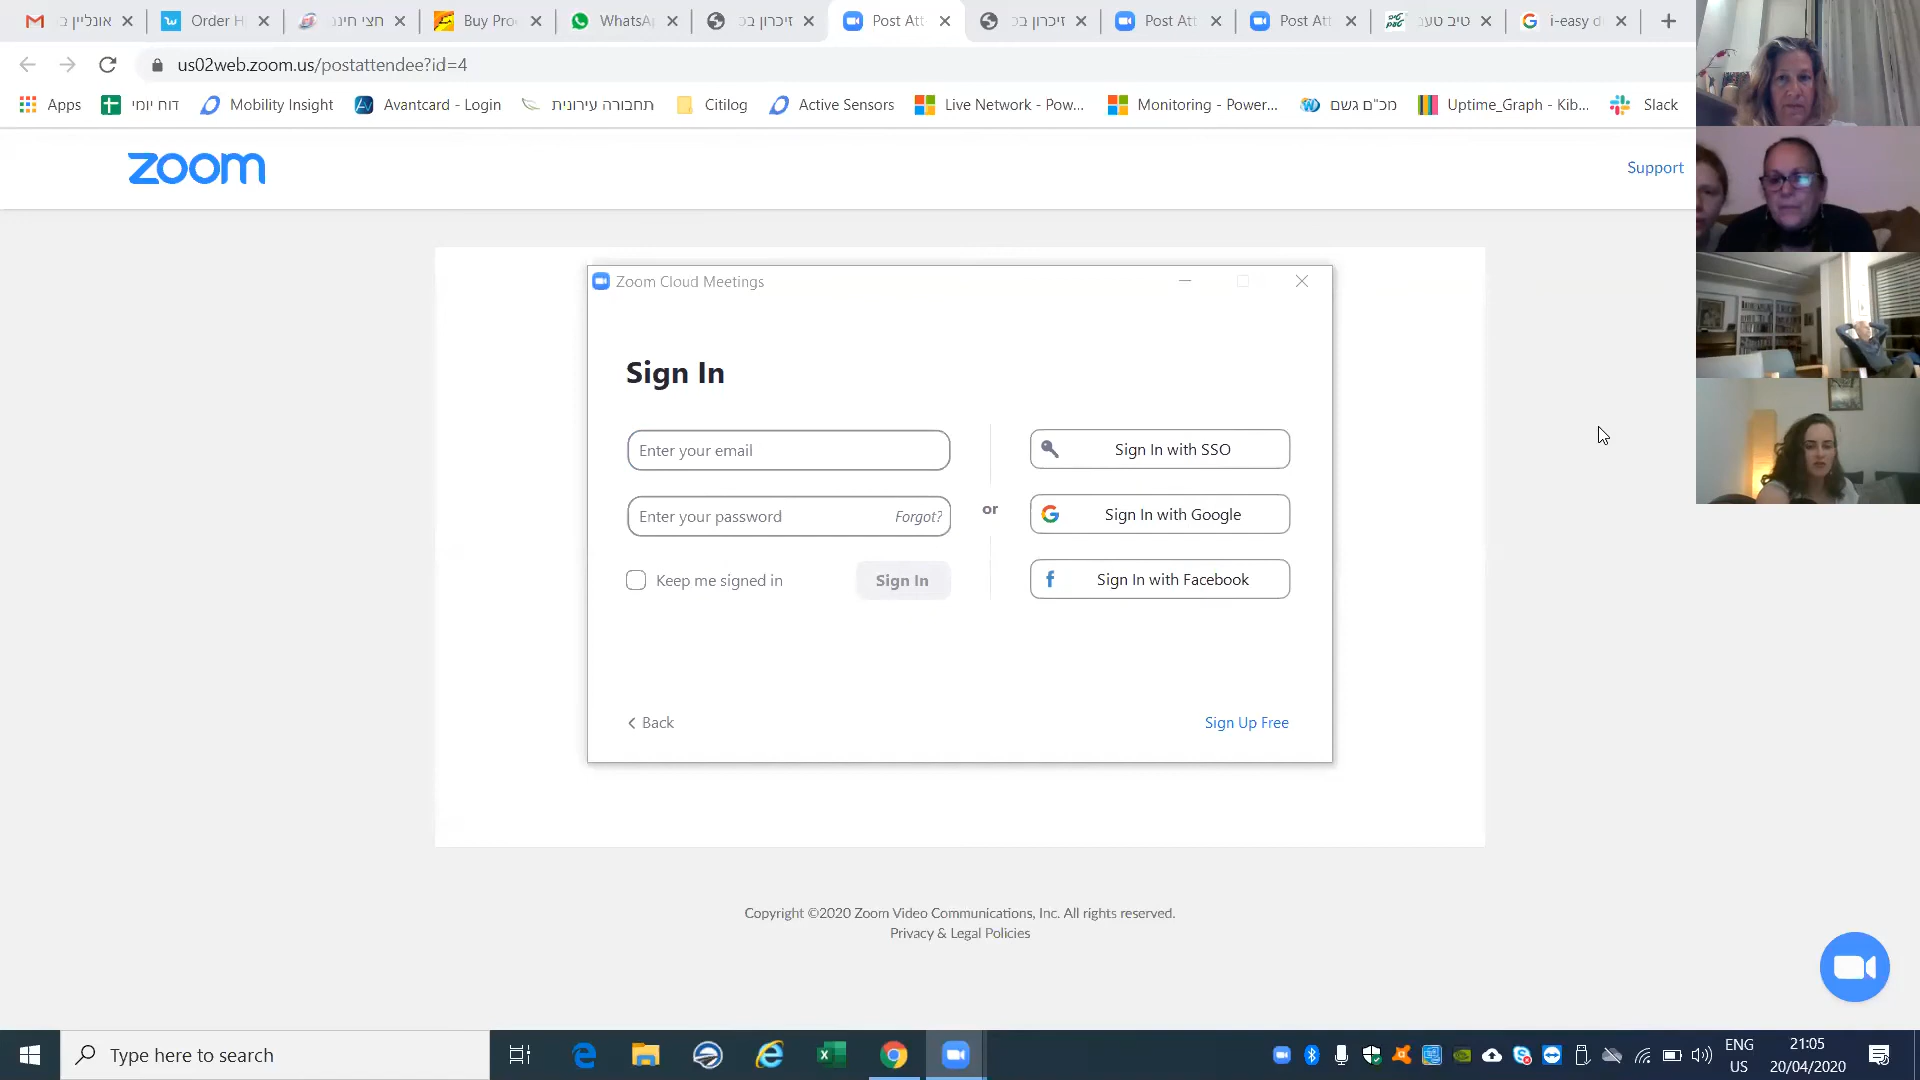 אונליין ב
Order H
חצי חינ
Buy Pro
WhatsA
זיכרון בכ
Post Att
זיכרון בכ
Post Att
Post Att
טיב טעם
i-easy d
us02web.zoom.us/postattendee?id=4
Apps
דוח יומי
Mobility Insight
Avantcard - Login
תחבורה עירונית
Citilog
Active Sensors
Live Network - Pow...
Monitoring - Power...
מכ"ם גשם
Uptime_Graph - Kib...
Slack
zoom
Support
Zoom Cloud Meetings
Sign In
Enter your email
Enter your password
Forgot?
Keep me signed in
Sign In
or
Sign In with SSO
Sign In with Google
Sign In with Facebook
Back
Sign Up Free
Copyright ©2020 Zoom Video Communications, Inc. All rights reserved.
Privacy & Legal Policies
Type here to search
ENG
US
21:05
20/04/2020